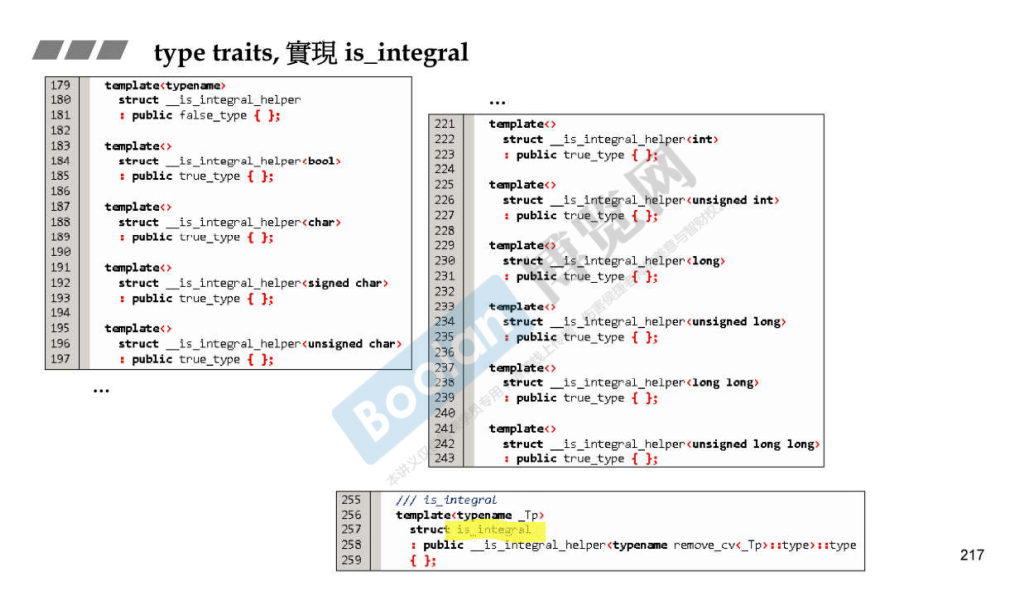 type traits, 實現 is_integral
179 template<typename>
180 struct __is_integral_helper
181 : public false_type { };
182
183 template<>
184 struct __is_integral_helper<bool>
185 : public true_type { };
186
187 template<>
188 struct __is_integral_helper<char>
189 : public true_type { };
190
191 template<>
192 struct __is_integral_helper<signed char>
193 : public true_type { };
194
195 template<>
196 struct __is_integral_helper<unsigned char>
197 : public true_type { };
...
...
221 template<>
222 struct __is_integral_helper<int>
223 : public true_type { };
224
225 template<>
226 struct __is_integral_helper<unsigned int>
227 : public true_type { };
228
229 template<>
230 struct __is_integral_helper<long>
231 : public true_type { };
232
233 template<>
234 struct __is_integral_helper<unsigned long>
235 : public true_type { };
236
237 template<>
238 struct __is_integral_helper<long long>
239 : public true_type { };
240
241 template<>
242 struct __is_integral_helper<unsigned long long>
243 : public true_type { };
255 /// is_integral
256 template<typename _Tp>
257 struct is_integral
258 : public __is_integral_helper<typename remove_cv<_Tp>::type>::type
259 { };
217
Boolan
博览网